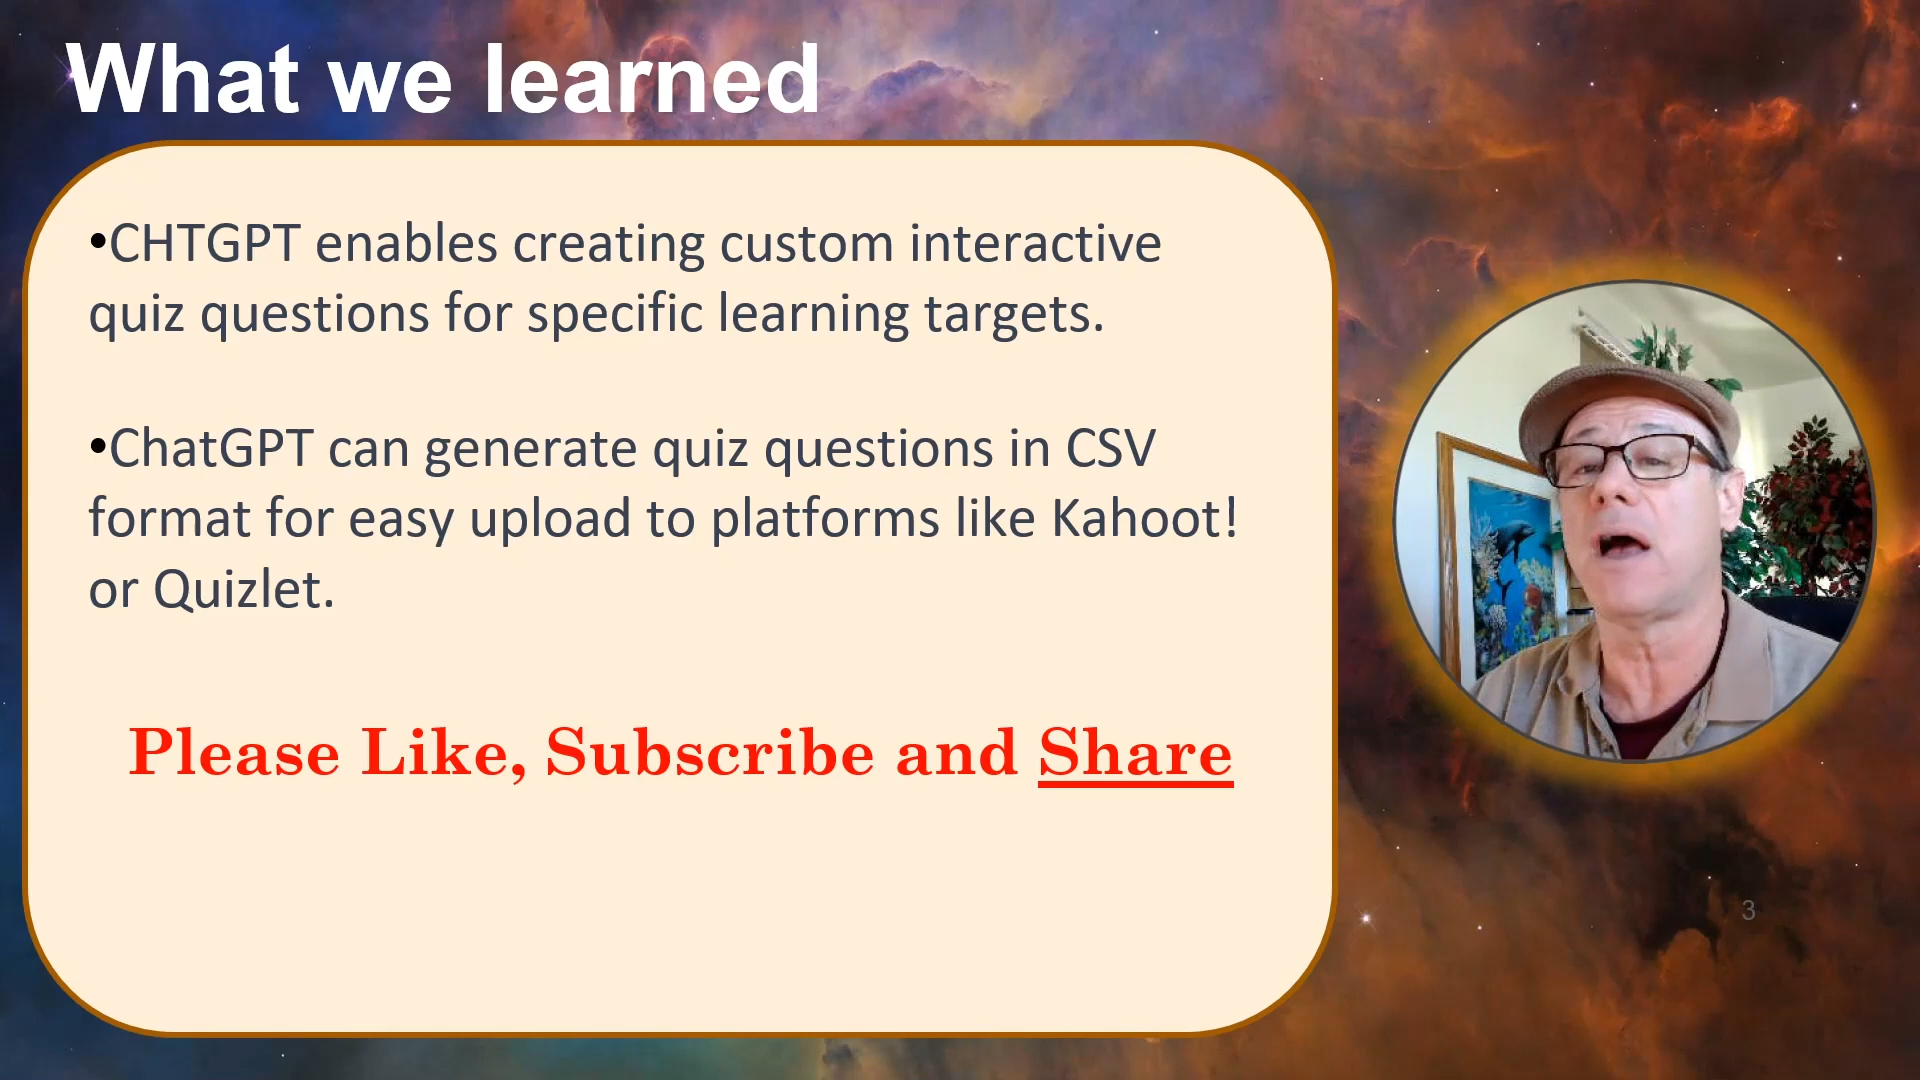 What we learned
•CHTGPT enables creating custom interactive
quiz questions for specific learning targets.
•ChatGPT can generate quiz questions in CSV
format for easy upload to platforms like Kahoot!
or Quizlet.
Please Like, Subscribe and Share
3